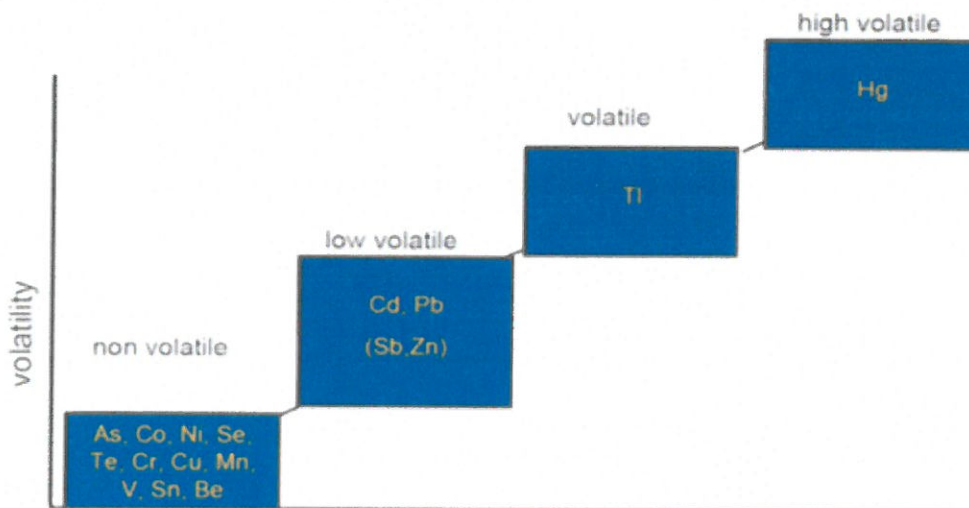 high volatile
Hg
volatile
Tl
low volatile
Cd, Pb
(Sb,Zn)
volatility
non volatile
As, Co, Ni, Se,
Te, Cr, Cu, Mn,
V, Sn, Be